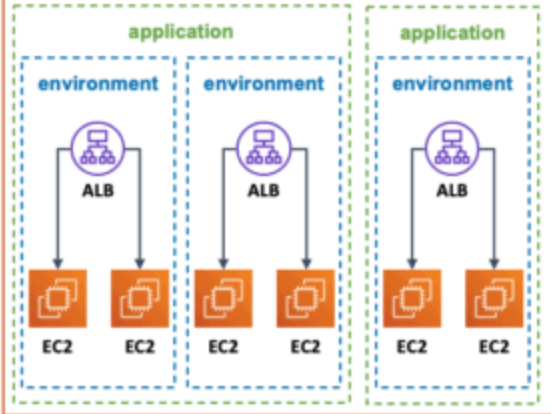 application
application
environment
environment
environment
ALB
ALB
ALB
EC2
EC2
EC2
EC2
EC2
EC2